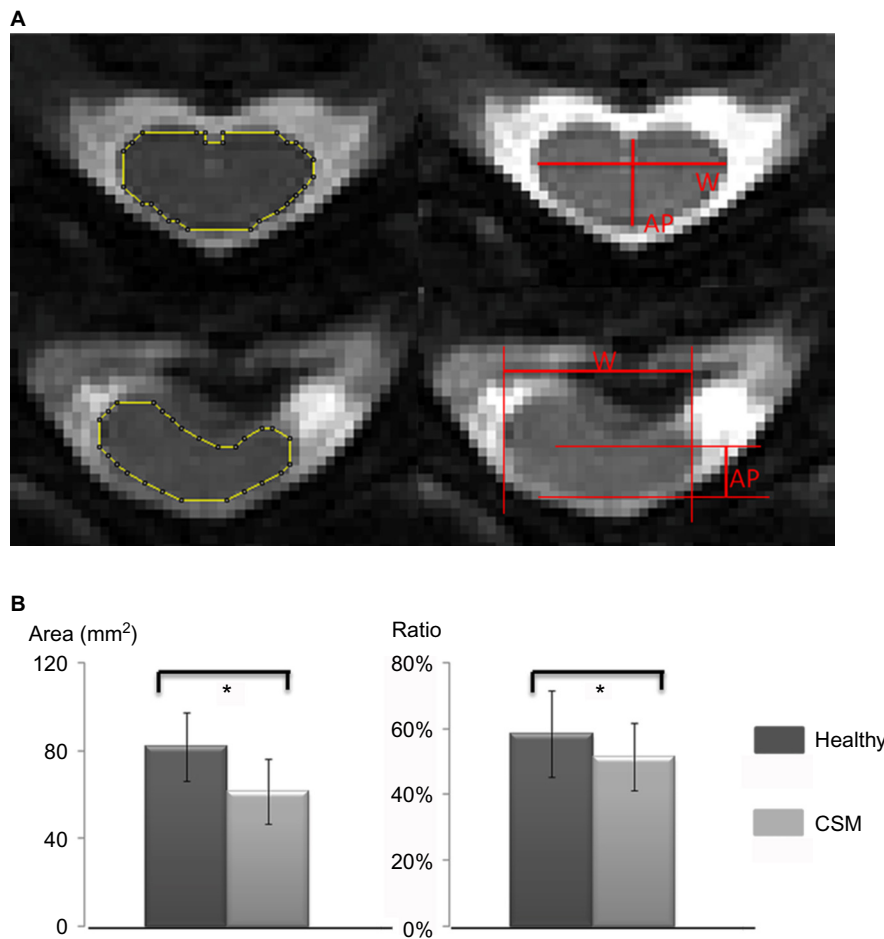 A
W
AP
W
AP
B
Area (mm²)
120
80
40
0
*
Ratio
80%
60%
40%
20%
0%
*
Healthy
CSM